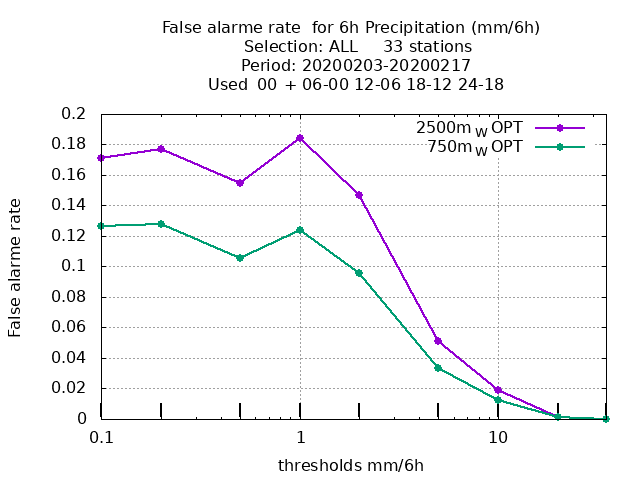 False alarme rate  for 6h Precipitation (mm/6h)
Selection: ALL     33 stations
Period: 20200203-20200217
Used  00  + 06-00 12-06 18-12 24-18
2500m W OPT
750m W OPT
0.2
0.18
0.16
0.14
0.12
0.1
0.08
0.06
0.04
0.02
0
False alarme rate
0.1 1 10
thresholds mm/6h